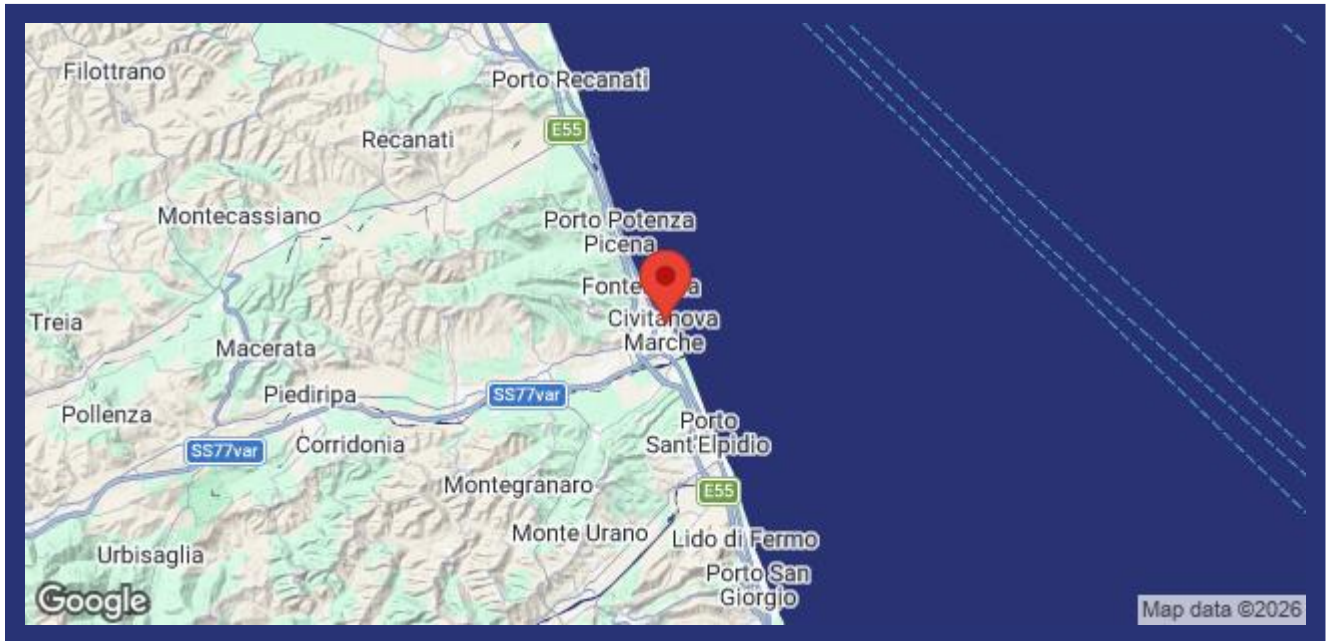 Filottrano
Porto Recanati
E55
Recanati
Montecassiano
Porto Potenza
Picena
Civitanova
Marche
Treia
Macerata
Piediripa
SS77var
Pollenza
Corridonia
SS77var
Porto
Sant'Elpidio
Montegranaro
E55
Monte Urano
Lido di Fermo
Urbisaglia
Porto San
Giorgio
Google
Map data ©2026